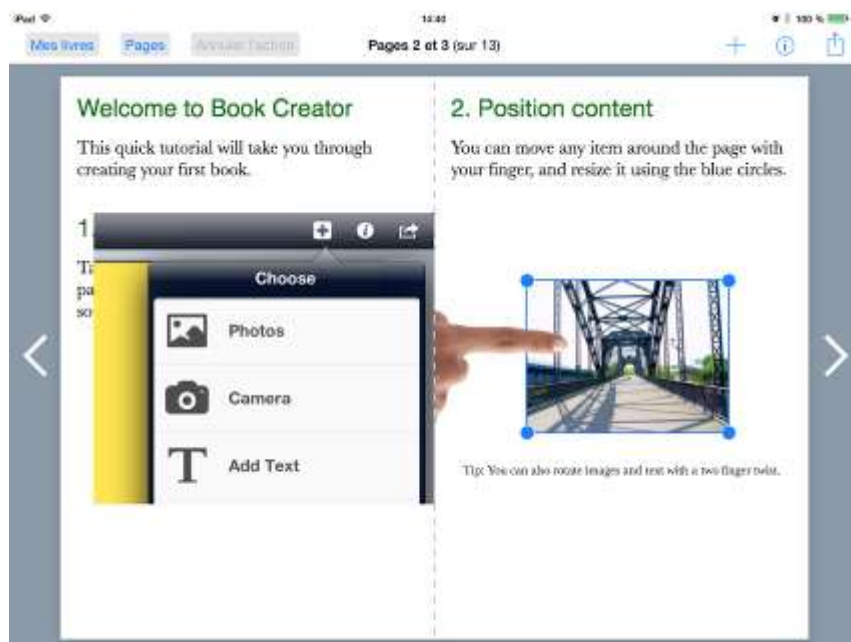 iPad
14:40
100 %
Mes livres
Pages
Annuler l'action
Pages 2 et 3 (sur 13)
Welcome to Book Creator
This quick tutorial will take you through
creating your first book.
1.
Ta
pa
so
Choose
Photos
Camera
Add Text
2. Position content
You can move any item around the page with
your finger, and resize it using the blue circles.
Tip: You can also rotate images and text with a two finger twist.